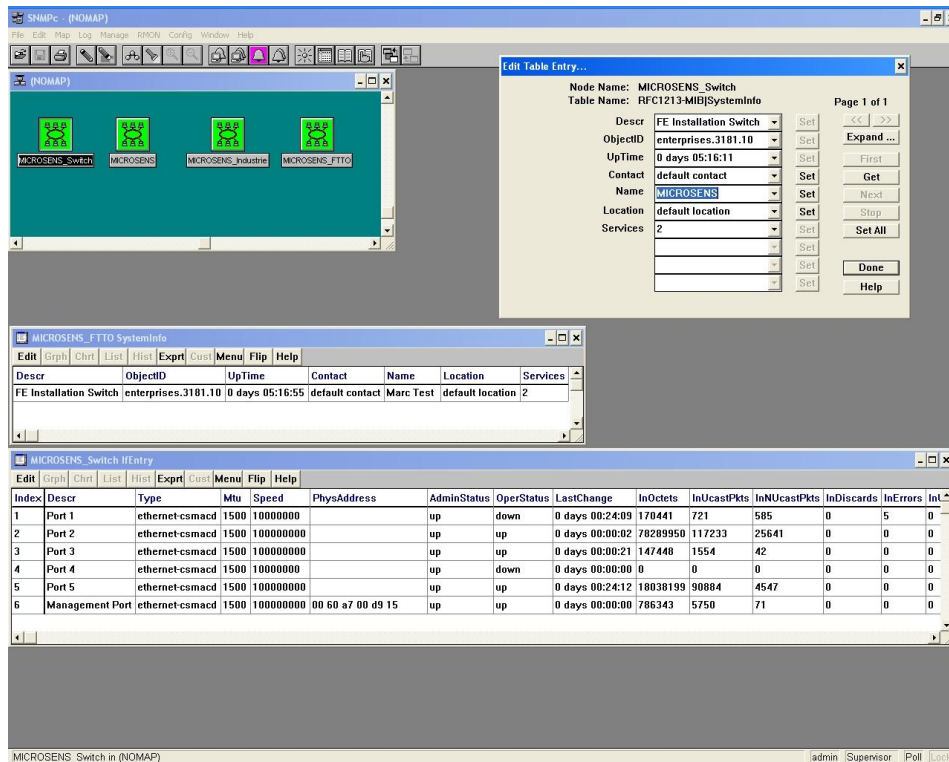 SNMPc - (NOMAP)
File Edit Map Log Manage RMON Config Window Help
(NOMAP)
MICROSENS_Switch MICROSENS MICROSENS_Industrie MICROSENS_FTTO
Edit Table Entry...
Node Name: MICROSENS_Switch
Table Name: RFC1213-MIB|SystemInfo Page 1 of 1
Descr FE Installation Switch Set << >>
ObjectID enterprises.3181.10 Set Expand ...
UpTime 0 days 05:16:11 Set First
Contact default contact Set Get
Name MICROSENS Set Next
Location default location Set Stop
Services 2 Set Set All
Set
Set Done
Set Help
MICROSENS_FTTO SystemInfo
Edit Grph Chrt List Hist Exprt Cust Menu Flip Help
Descr ObjectID UpTime Contact Name Location Services
FE Installation Switch enterprises.3181.10 0 days 05:16:55 default contact Marc Test default location 2
MICROSENS_Switch IfEntry
Edit Grph Chrt List Hist Exprt Cust Menu Flip Help
Index Descr Type Mtu Speed PhysAddress AdminStatus OperStatus LastChange InOctets InUcastPkts InNUcastPkts InDiscards InErrors InU
1 Port 1 ethernet-csmacd 1500 10000000 up down 0 days 00:24:09 170441 721 585 0 5 0
2 Port 2 ethernet-csmacd 1500 100000000 up up 0 days 00:00:02 78289950 117233 25641 0 0 0
3 Port 3 ethernet-csmacd 1500 100000000 up up 0 days 00:00:21 147448 1554 42 0 0 0
4 Port 4 ethernet-csmacd 1500 10000000 up down 0 days 00:00:00 0 0 0 0 0 0
5 Port 5 ethernet-csmacd 1500 100000000 up up 0 days 00:24:12 18038199 90884 4547 0 0 0
6 Management Port ethernet-csmacd 1500 100000000 00 60 a7 00 d9 15 up up 0 days 00:00:00 786343 5750 71 0 0 0
MICROSENS_Switch in (NOMAP) admin Supervisor Poll Lock